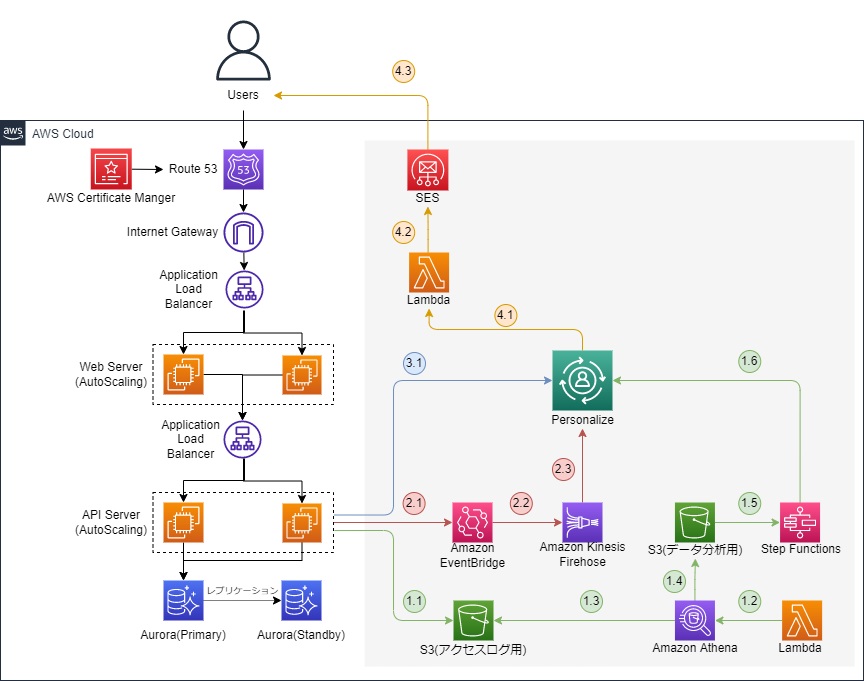 4.3
Users
aws
AWS Cloud
Route 53
53
AWS Certificate Manger
SES
Internet Gateway
4.2
Application
Load
Balancer
Lambda
4.1
Web Server
(AutoScaling)
3.1
1.6
Personalize
Application
Load
Balancer
2.3
API Server
(AutoScaling)
2.1
2.2
1.5
Amazon
EventBridge
Amazon Kinesis
Firehose
S3(データ分析用)
Step Functions
レプリケーション
1.4
1.1
1.3
1.2
Aurora(Primary)
Aurora(Standby)
S3(アクセスログ用)
Amazon Athena
Lambda